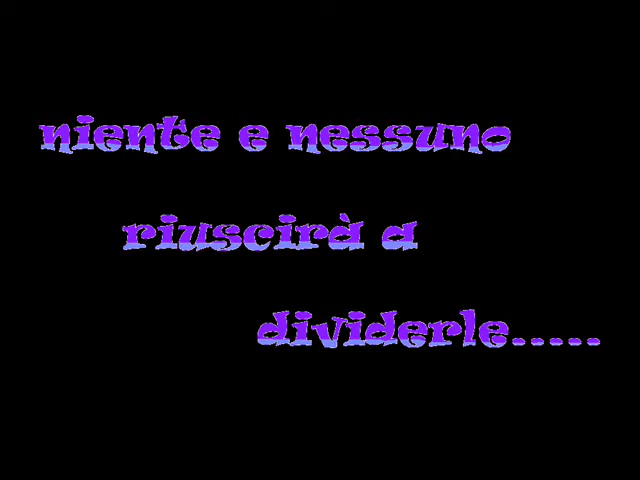 niente e nessuno
riuscirà a
dividerle.....